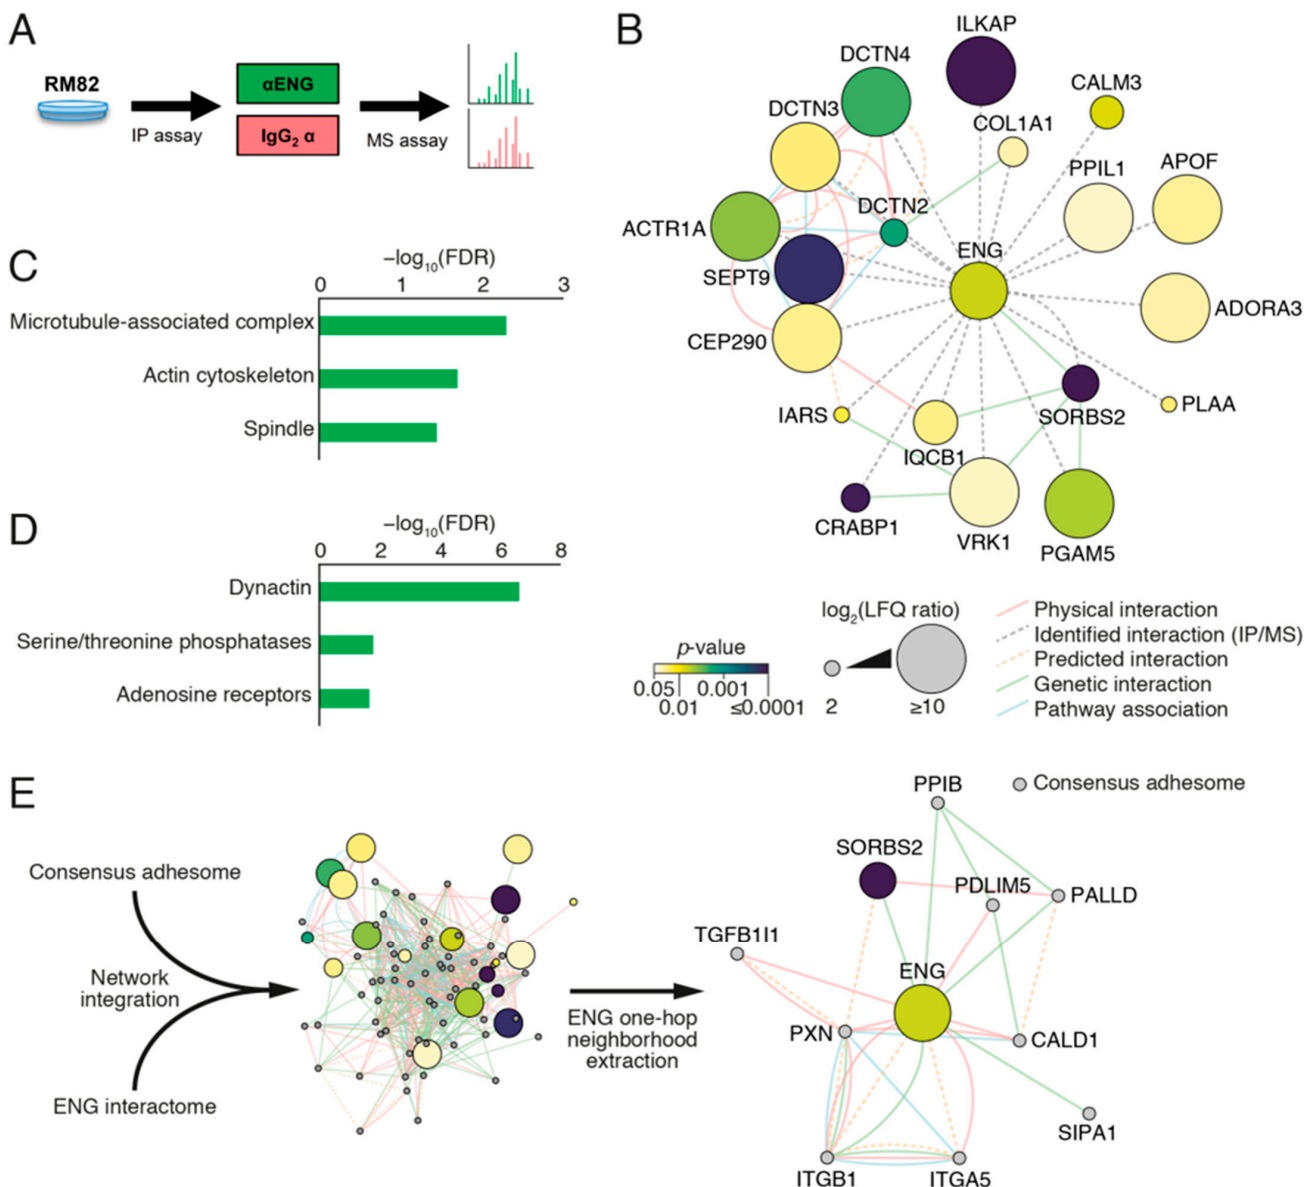 A
RM82
IP assay
αENG
IgG2 α
MS assay
B
ILKAP
DCTN4
CALM3
DCTN3
COL1A1
PPIL1
APOF
DCTN2
ACTR1A
ENG
SEPT9
ADORA3
CEP290
IARS
SORBS2
PLAA
IQCB1
CRABP1
VRK1
PGAM5
p-value
0.05
0.001
0.01
≤0.0001
log2(LFQ ratio)
2
≥10
Physical interaction
Identified interaction (IP/MS)
Predicted interaction
Genetic interaction
Pathway association
C
−log10(FDR)
0 1 2 3
Microtubule-associated complex
Actin cytoskeleton
Spindle
D
−log10(FDR)
0 2 4 6 8
Dynactin
Serine/threonine phosphatases
Adenosine receptors
E
Consensus adhesome
Network
integration
ENG interactome
ENG one-hop
neighborhood
extraction
PPIB
Consensus adhesome
SORBS2
PDLIM5
PALLD
TGFB1I1
ENG
PXN
CALD1
SIPA1
ITGB1
ITGA5